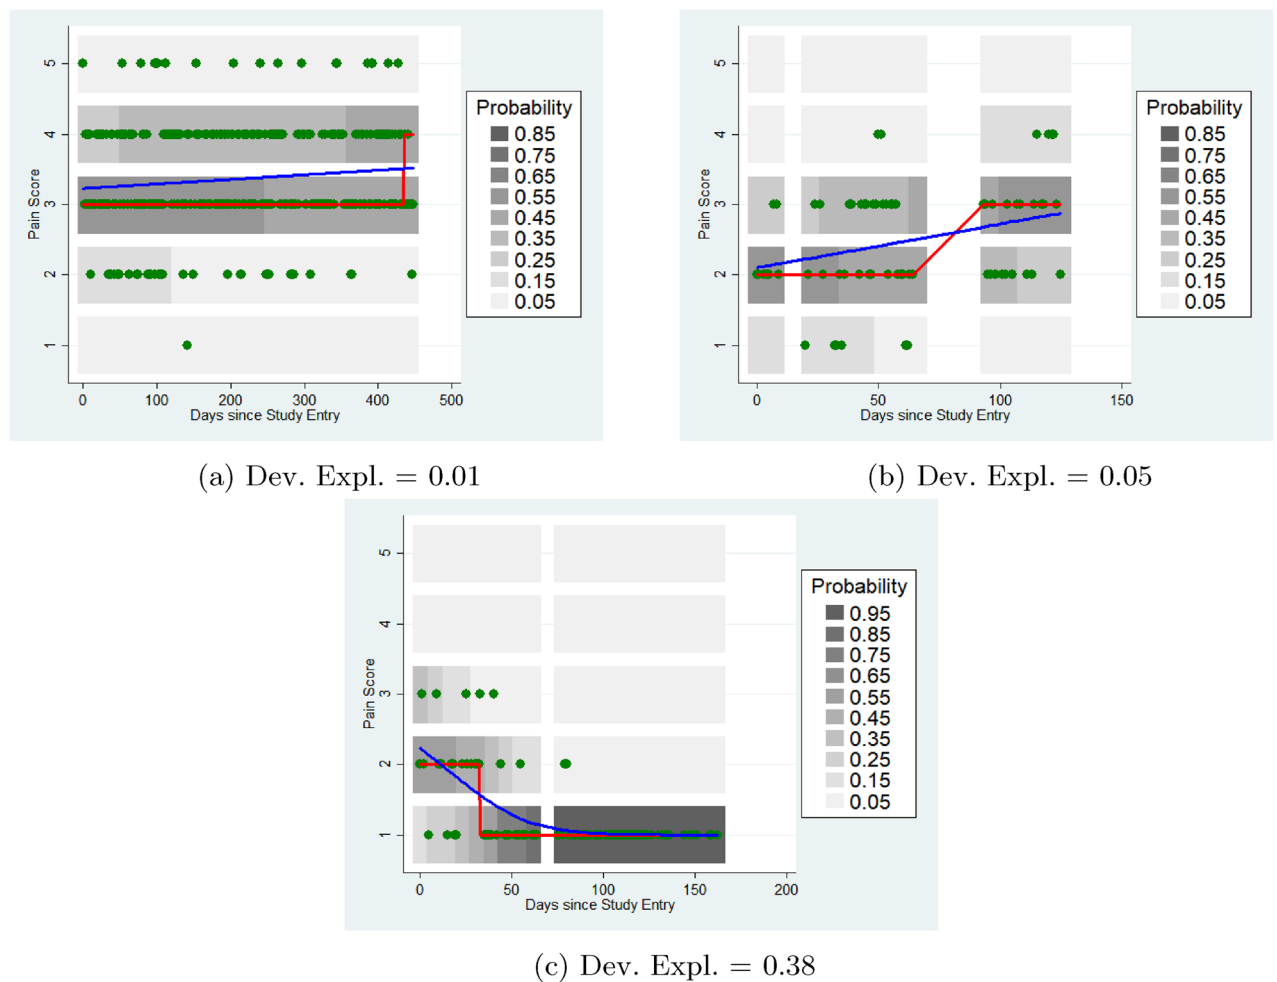 Pain Score
5
4
3
2
1
0 100 200 300 400 500
Days since Study Entry
Probability
0.85
0.75
0.65
0.55
0.45
0.35
0.25
0.15
0.05
(a) Dev. Expl. = 0.01
Pain Score
5
4
3
2
1
0 50 100 150
Days since Study Entry
Probability
0.85
0.75
0.65
0.55
0.45
0.35
0.25
0.15
0.05
(b) Dev. Expl. = 0.05
Pain Score
5
4
3
2
1
0 50 100 150 200
Days since Study Entry
Probability
0.95
0.85
0.75
0.65
0.55
0.45
0.35
0.25
0.15
0.05
(c) Dev. Expl. = 0.38